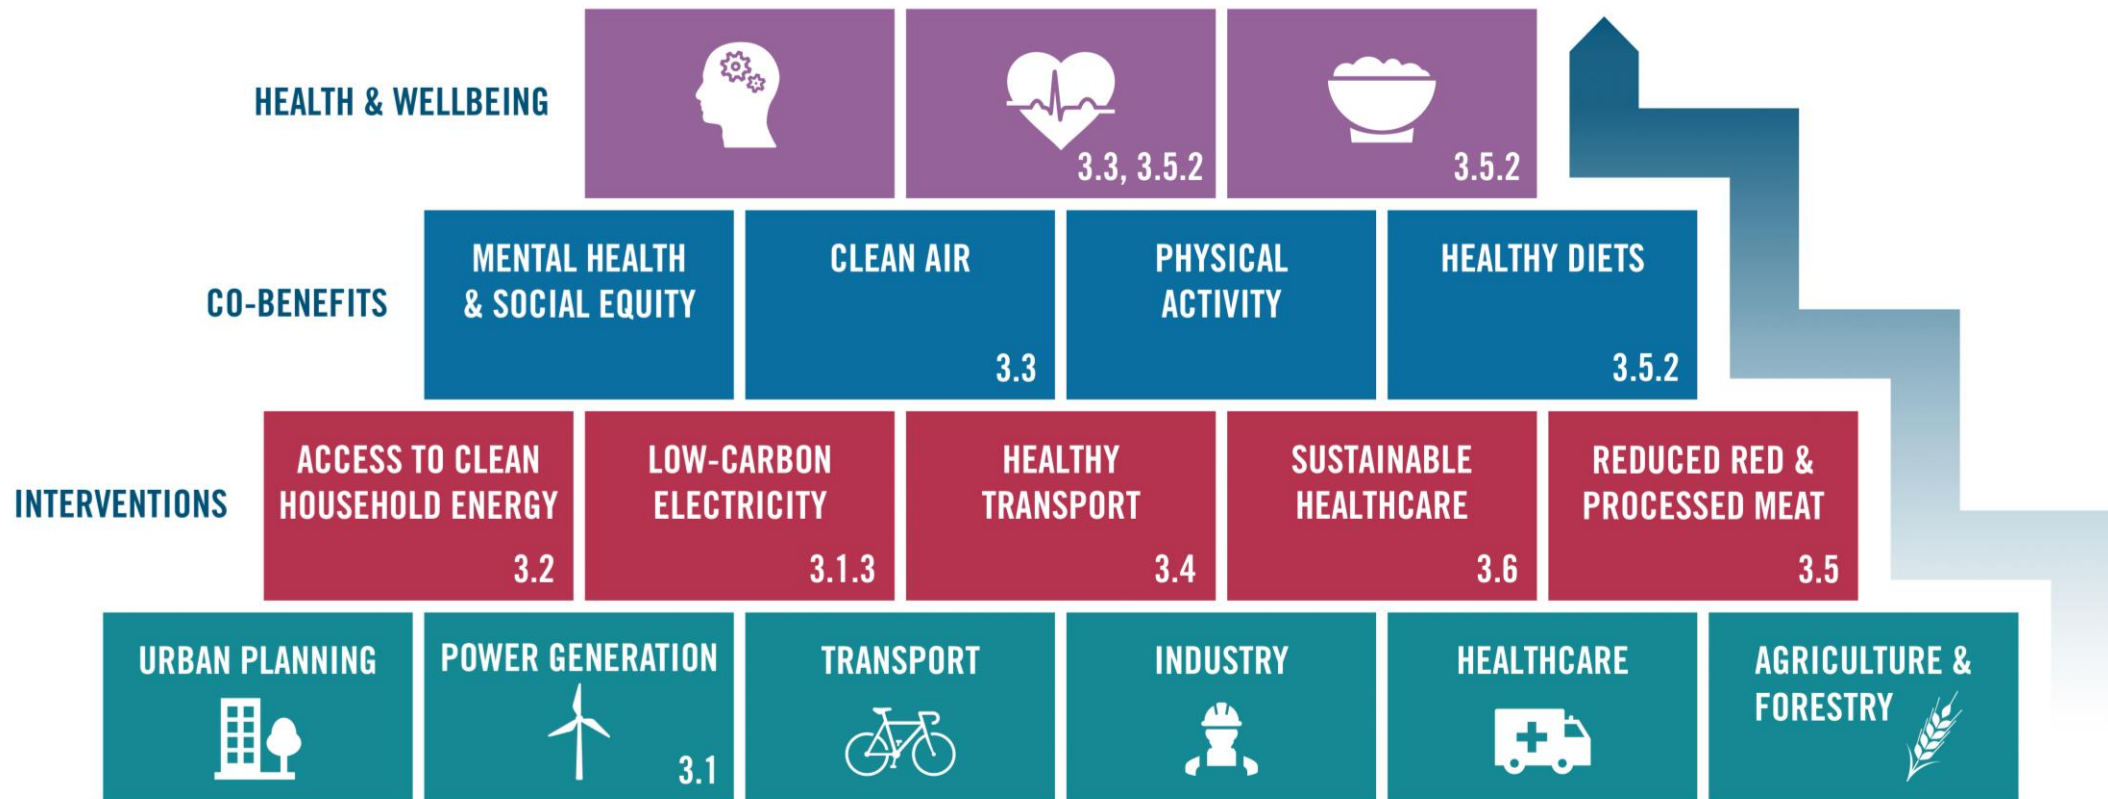 HEALTH & WELLBEING
3.3, 3.5.2
3.5.2
CO-BENEFITS
MENTAL HEALTH
& SOCIAL EQUITY
CLEAN AIR
3.3
PHYSICAL
ACTIVITY
HEALTHY DIETS
3.5.2
INTERVENTIONS
ACCESS TO CLEAN
HOUSEHOLD ENERGY
3.2
LOW-CARBON
ELECTRICITY
3.1.3
HEALTHY
TRANSPORT
3.4
SUSTAINABLE
HEALTHCARE
3.6
REDUCED RED &
PROCESSED MEAT
3.5
URBAN PLANNING
POWER GENERATION
3.1
TRANSPORT
INDUSTRY
HEALTHCARE
AGRICULTURE &
FORESTRY